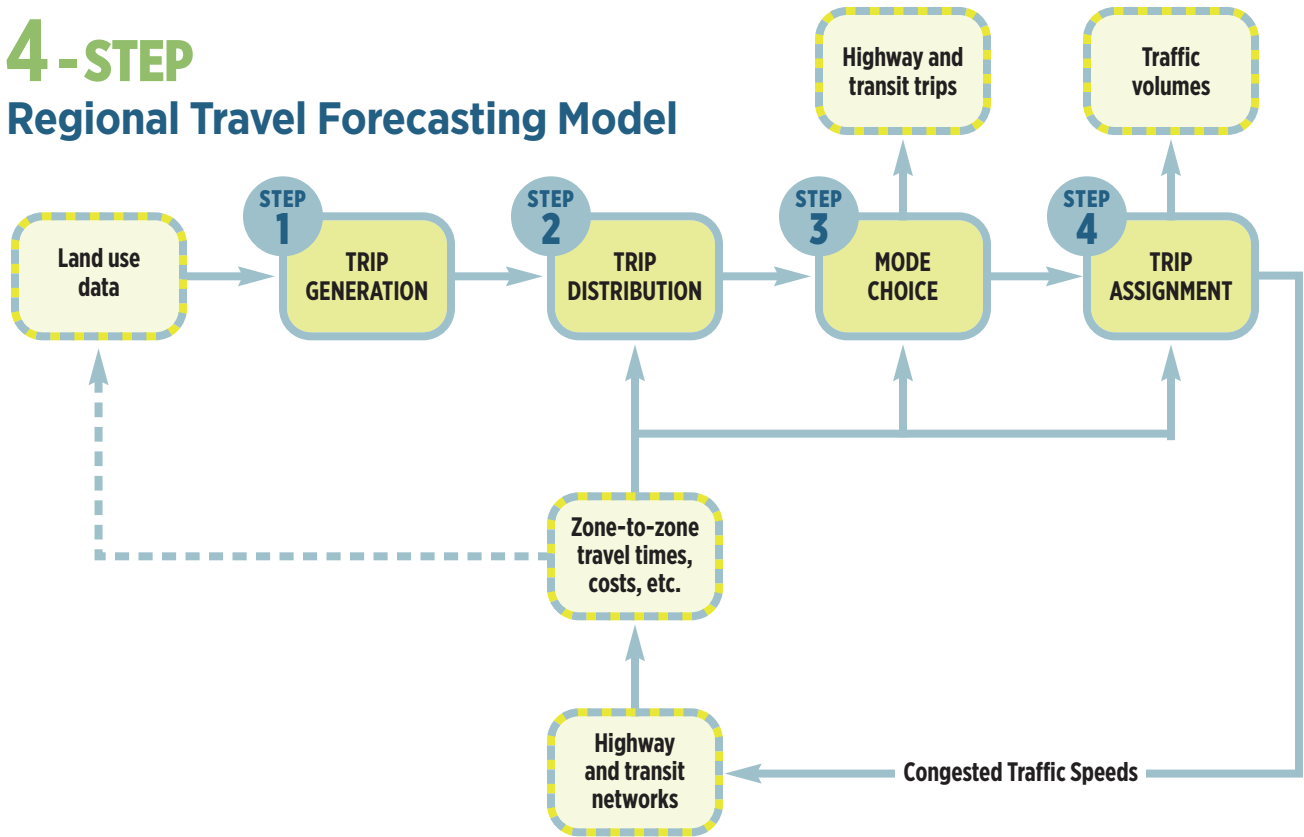 4-STEP
Regional Travel Forecasting Model
Highway and
transit trips
Traffic
volumes
Land use
data
STEP
1
TRIP
GENERATION
STEP
2
TRIP
DISTRIBUTION
STEP
3
MODE
CHOICE
STEP
4
TRIP
ASSIGNMENT
Zone-to-zone
travel times,
costs, etc.
Highway
and transit
networks
Congested Traffic Speeds